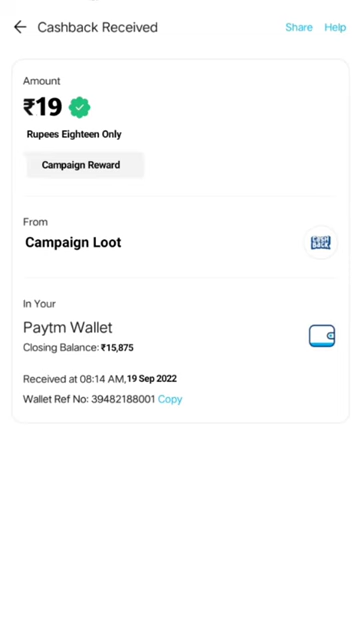 Cashback Received
Share Help
Amount
₹19
Rupees Eighteen Only
Campaign Reward
From
Campaign Loot
In Your
Paytm Wallet
Closing Balance: ₹15,875
Received at 08:14 AM,19 Sep 2022
Wallet Ref No: 39482188001 Copy